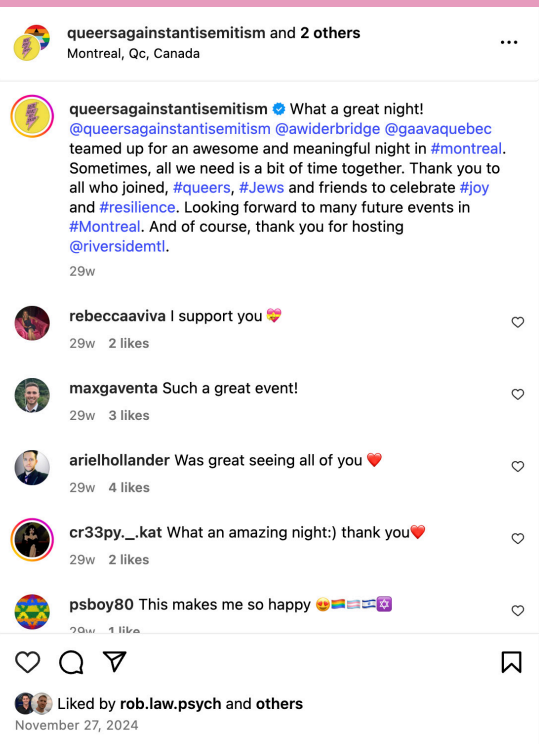 queersagainstantisemitism and 2 others
Montreal, Qc, Canada
queersagainstantisemitism What a great night!
@queersagainstantisemitism @awiderbridge @gaavaquebec
teamed up for an awesome and meaningful night in #montreal.
Sometimes, all we need is a bit of time together. Thank you to
all who joined, #queers, #Jews and friends to celebrate #joy
and #resilience. Looking forward to many future events in
#Montreal. And of course, thank you for hosting
@riversidemtl.
29w
rebeccaaviva I support you 💝
29w 2 likes
maxgaventa Such a great event!
29w 3 likes
arielhollander Was great seeing all of you ❤️
29w 4 likes
cr33py._.kat What an amazing night:) thank you❤️
29w 2 likes
psboy80 This makes me so happy 😍🏳️‍🌈🏳️‍⚧️🇮🇱✡️
29w 1 like
Liked by rob.law.psych and others
November 27, 2024